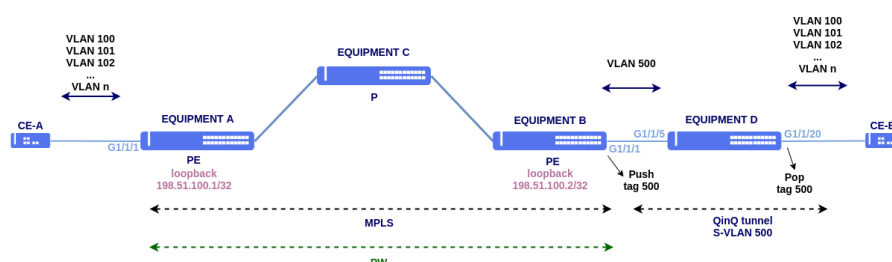 VLAN 100
VLAN 101
VLAN 102
...
VLAN n
CE-A
G1/1/1
EQUIPMENT A
PE
loopback
198.51.100.1/32
EQUIPMENT C
P
EQUIPMENT B
PE
loopback
198.51.100.2/32
G1/1/1
VLAN 500
G1/1/5
EQUIPMENT D
G1/1/20
VLAN 100
VLAN 101
VLAN 102
...
VLAN n
Push
tag 500
Pop
tag 500
MPLS
QinQ tunnel
S-VLAN 500